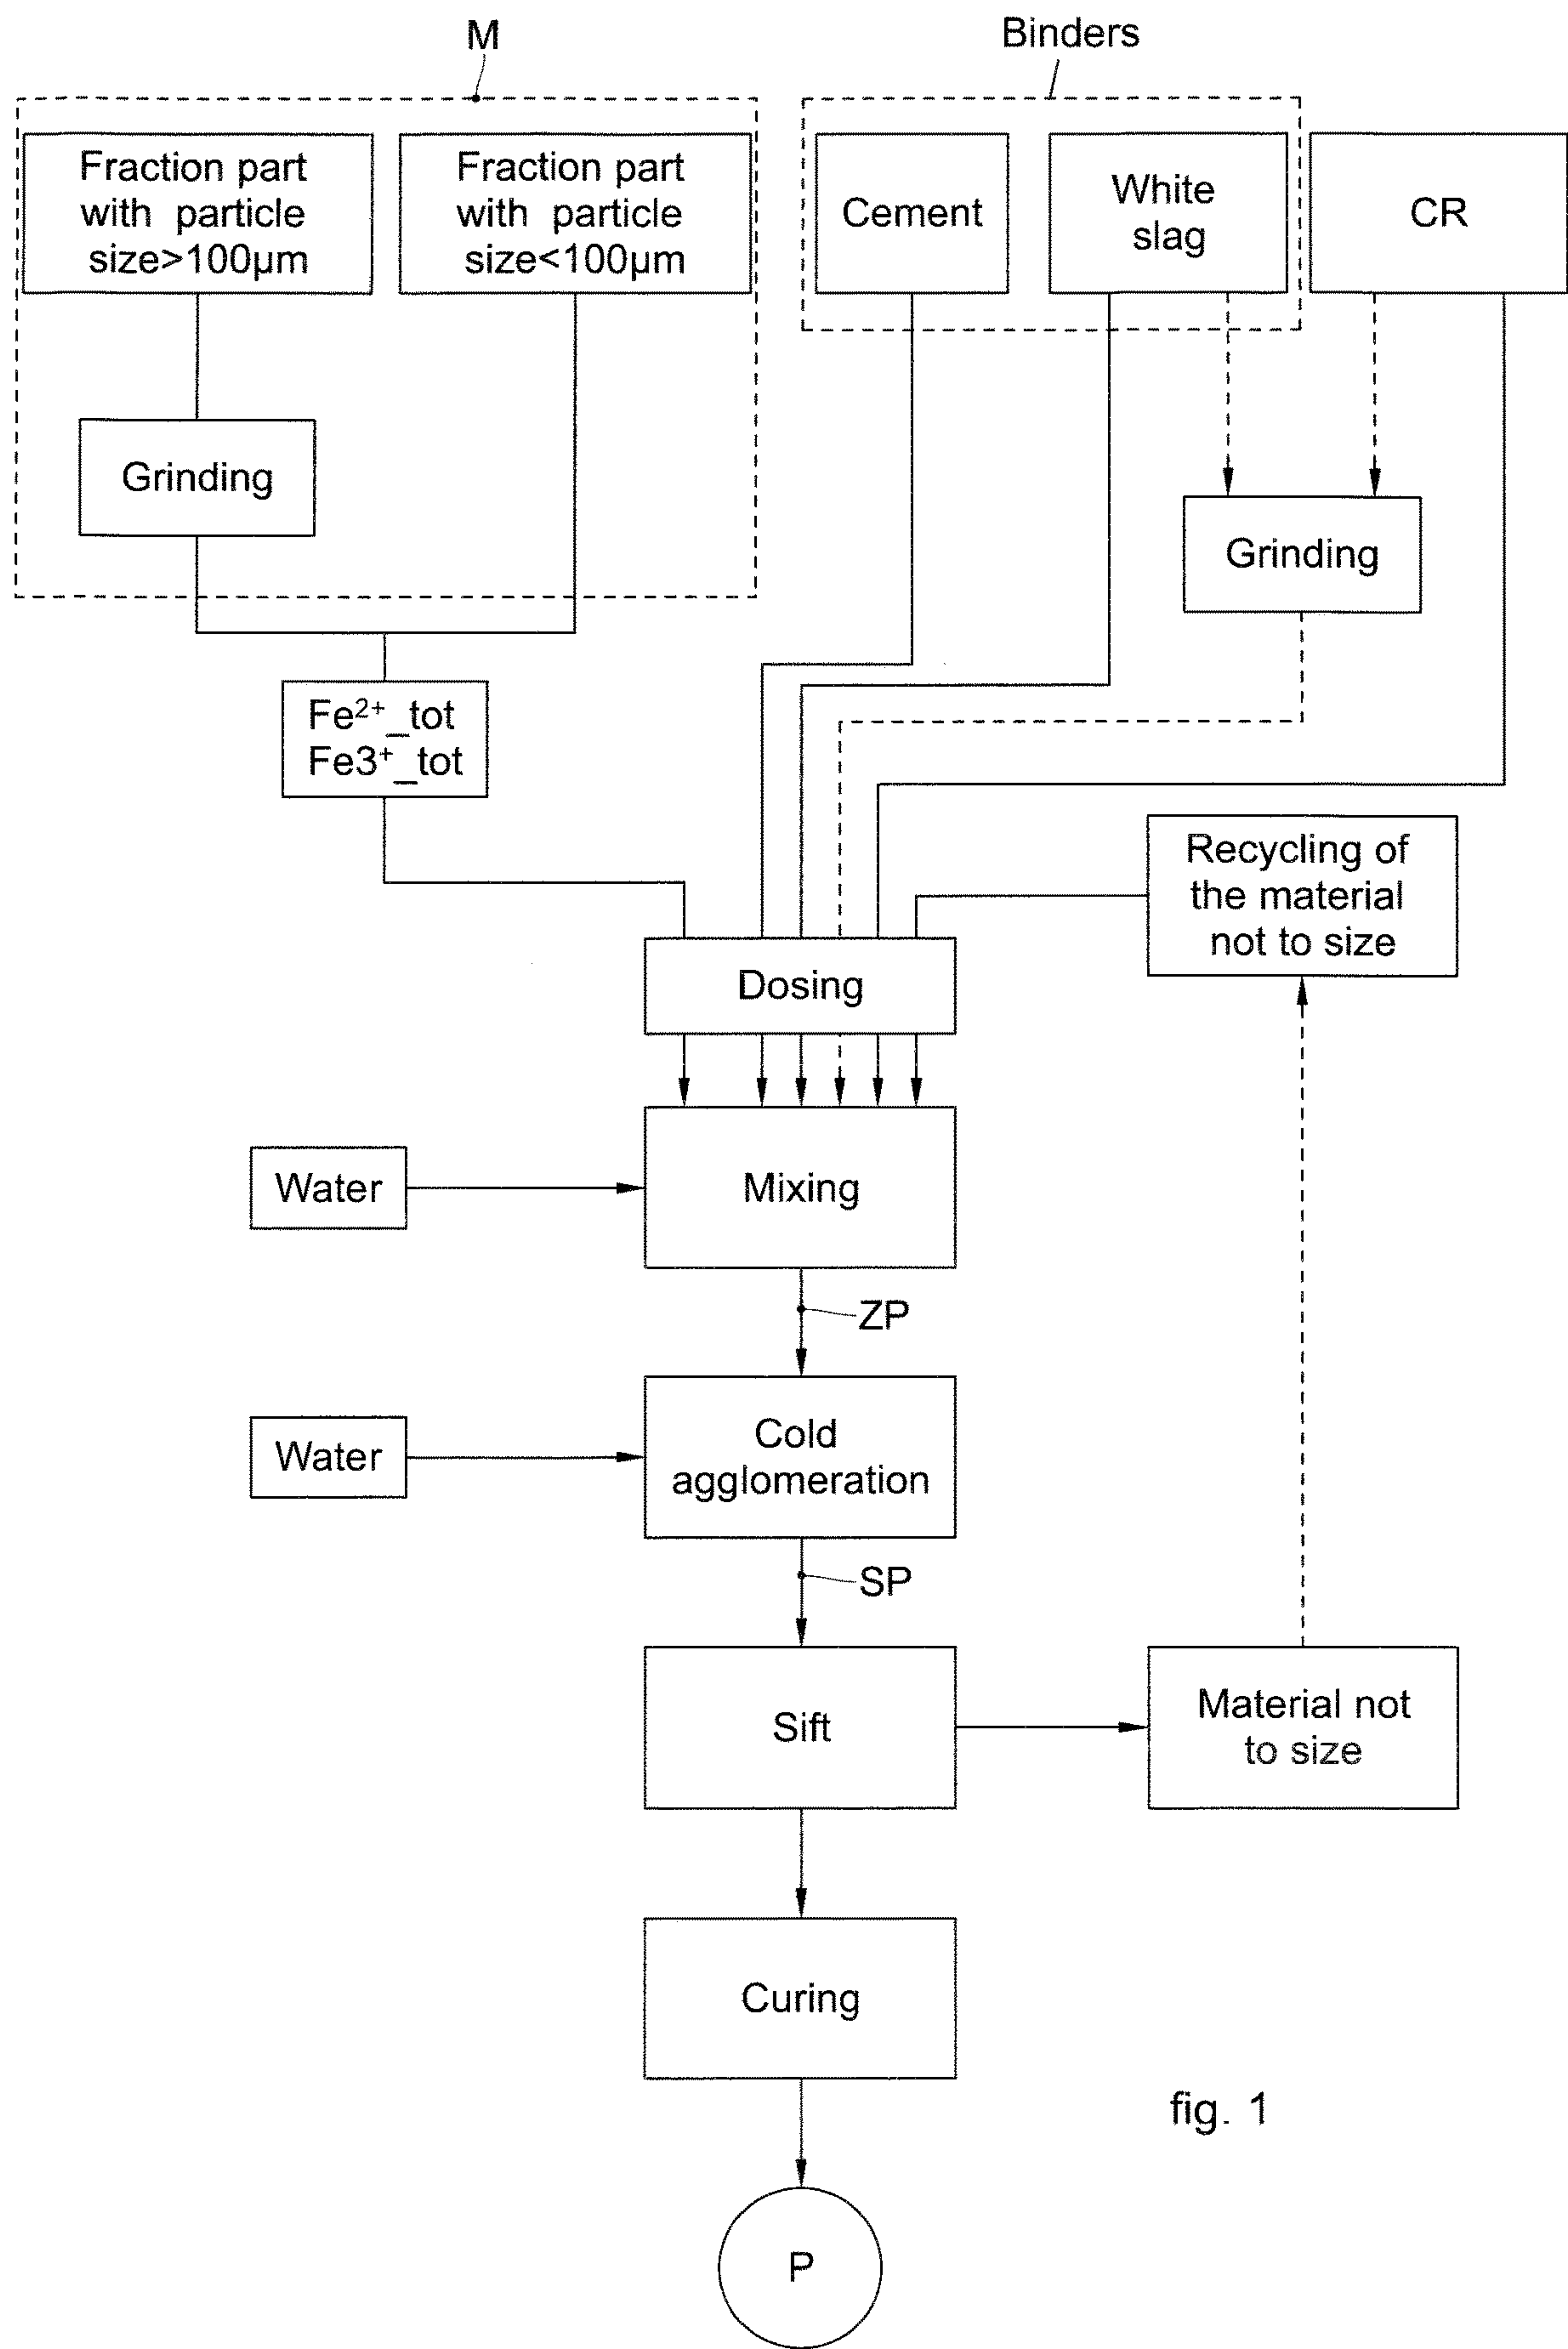 M
Binders
Fraction part
with particle
size>100µm
Fraction part
with particle
size<100µm
Cement
White
slag
CR
Grinding
Grinding
Fe²⁺_tot
Fe3⁺_tot
Recycling of
the material
not to size
Dosing
Water
Mixing
ZP
Water
Cold
agglomeration
SP
Sift
Material not
to size
Curing
fig. 1
P